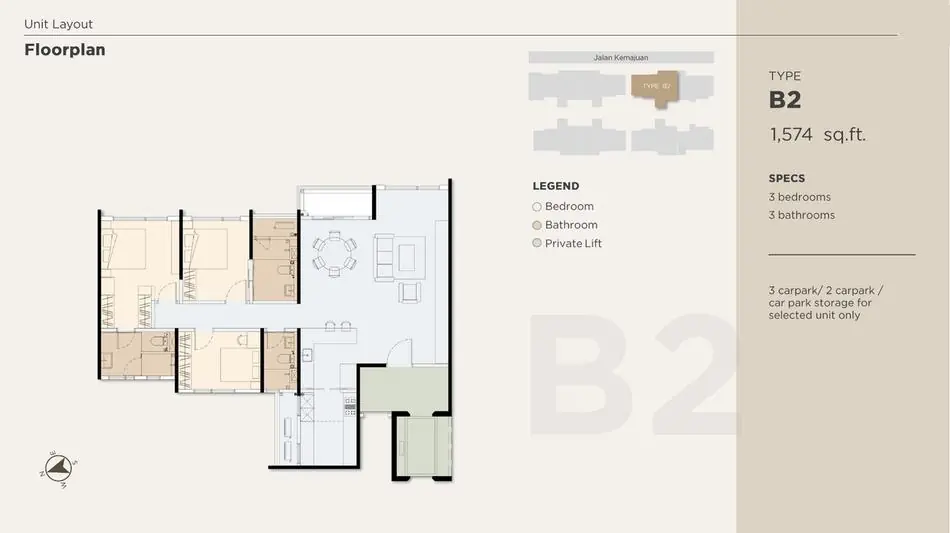 Unit Layout
Floorplan
Jalan Kemajuan
TYPE B2
TYPE
B2
1,574 sq.ft.
SPECS
3 bedrooms
3 bathrooms
LEGEND
Bedroom
Bathroom
Private Lift
3 carpark/ 2 carpark /
car park storage for
selected unit only
B2
E
S
N
W